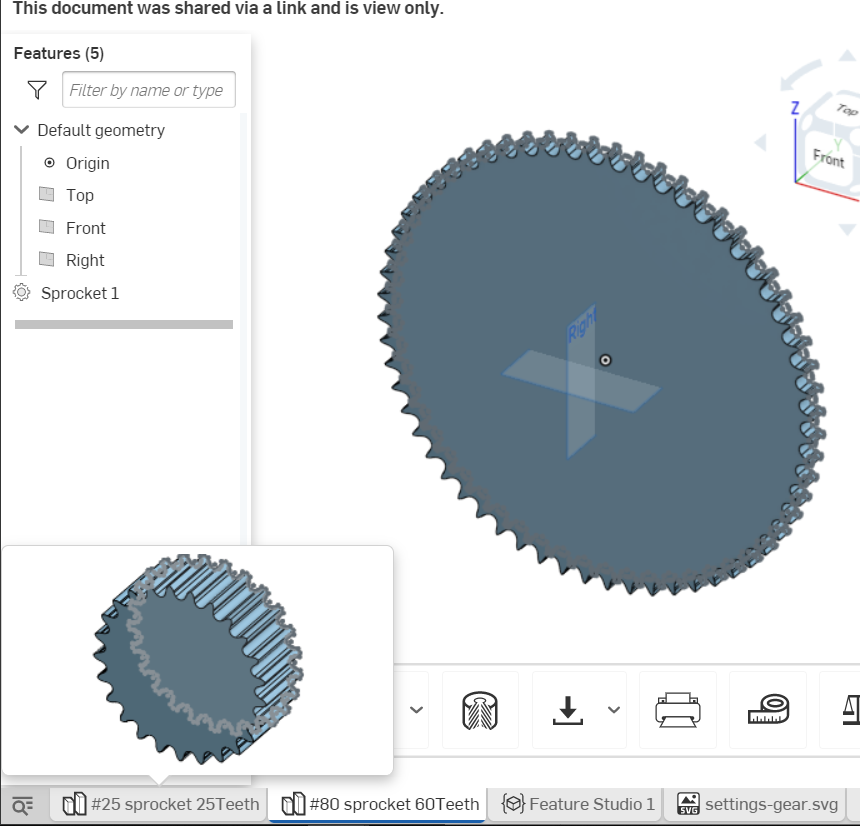 This document was shared via a link and is view only.
Features (5)
Filter by name or type
Default geometry
Origin
Top
Front
Right
Sprocket 1
Right
Z
Top
Y
Front
#25 sprocket 25Teeth
#80 sprocket 60Teeth
Feature Studio 1
SVG
settings-gear.svg